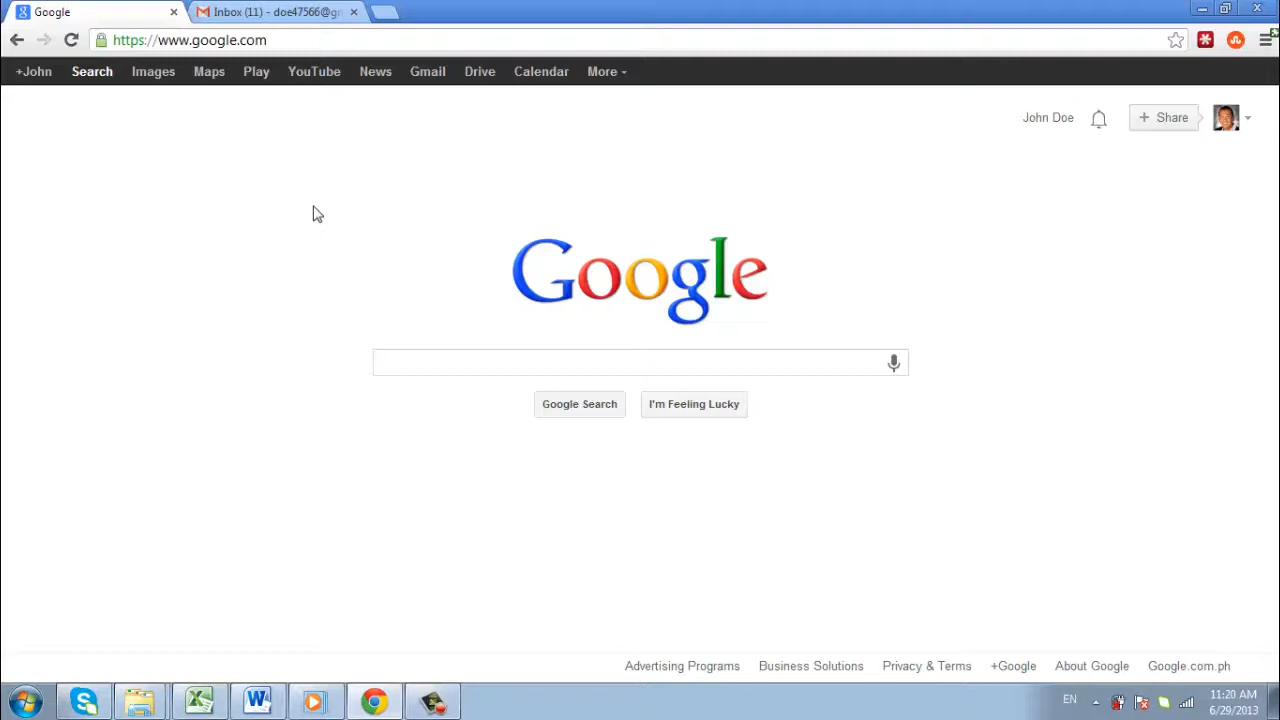 Google
Inbox (11) - doe47566@gm
https://www.google.com
+John Search Images Maps Play YouTube News Gmail Drive Calendar More
John Doe + Share
Google
Google Search I'm Feeling Lucky
Advertising Programs Business Solutions Privacy & Terms +Google About Google Google.com.ph
EN 11:20 AM
6/29/2013